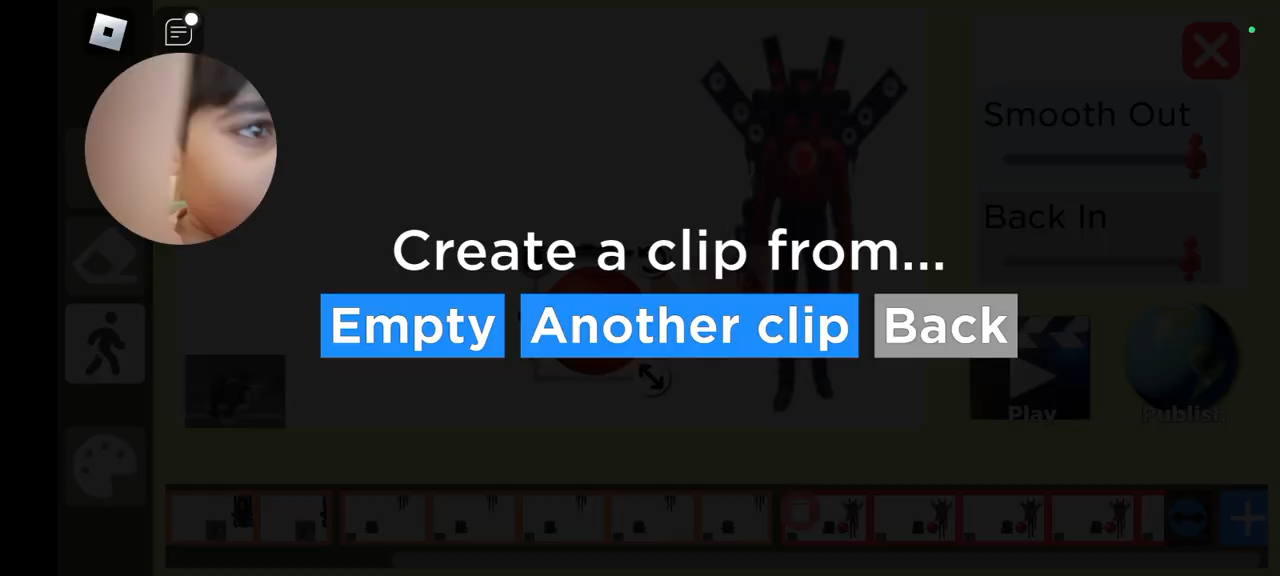 Smooth Out
Back In
Create a clip from...
Empty Another clip Back
Play Publish